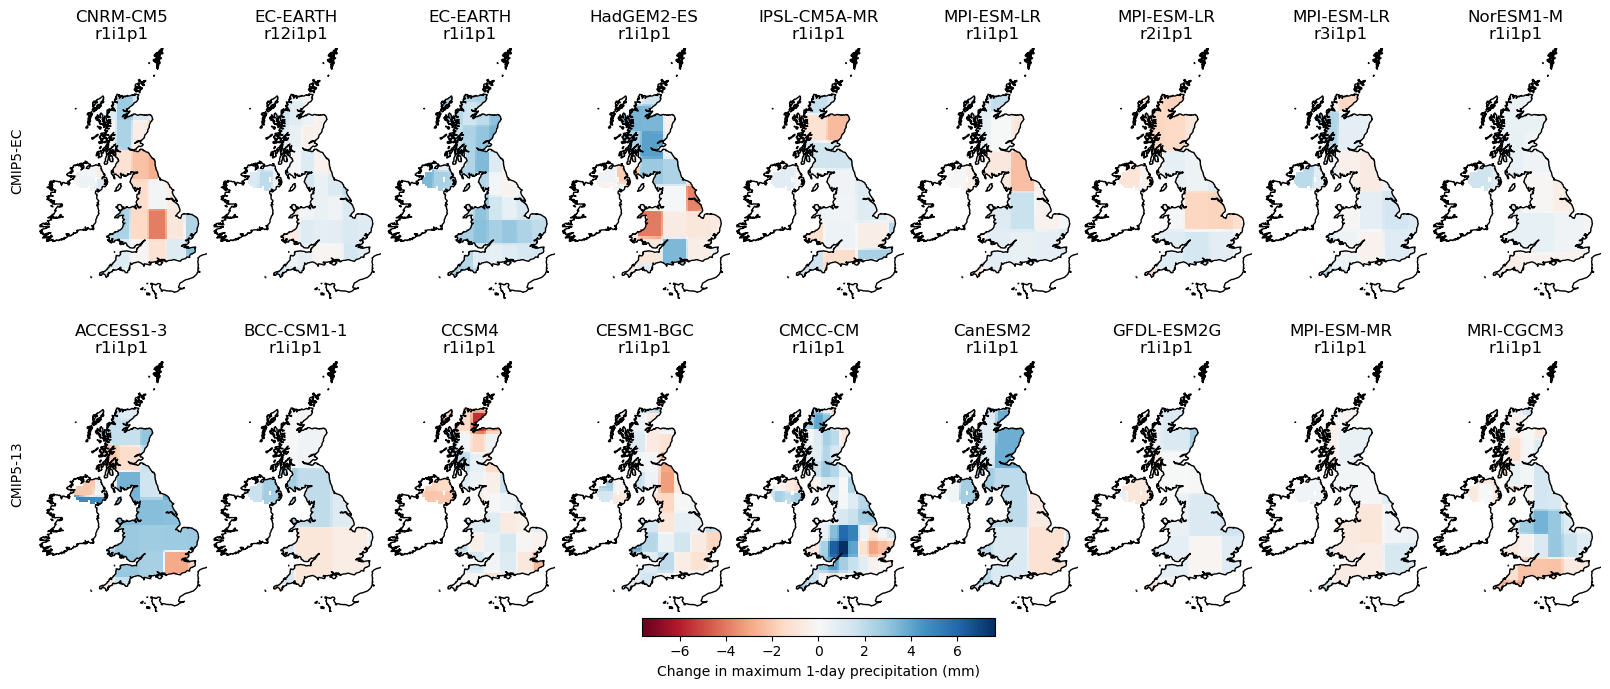 CNRM-CM5
r1i1p1
EC-EARTH
r12i1p1
EC-EARTH
r1i1p1
HadGEM2-ES
r1i1p1
IPSL-CM5A-MR
r1i1p1
MPI-ESM-LR
r1i1p1
MPI-ESM-LR
r2i1p1
MPI-ESM-LR
r3i1p1
NorESM1-M
r1i1p1
CMIP5-EC
ACCESS1-3
r1i1p1
BCC-CSM1-1
r1i1p1
CCSM4
r1i1p1
CESM1-BGC
r1i1p1
CMCC-CM
r1i1p1
CanESM2
r1i1p1
GFDL-ESM2G
r1i1p1
MPI-ESM-MR
r1i1p1
MRI-CGCM3
r1i1p1
CMIP5-13
−6 −4 −2 0 2 4 6
Change in maximum 1-day precipitation (mm)